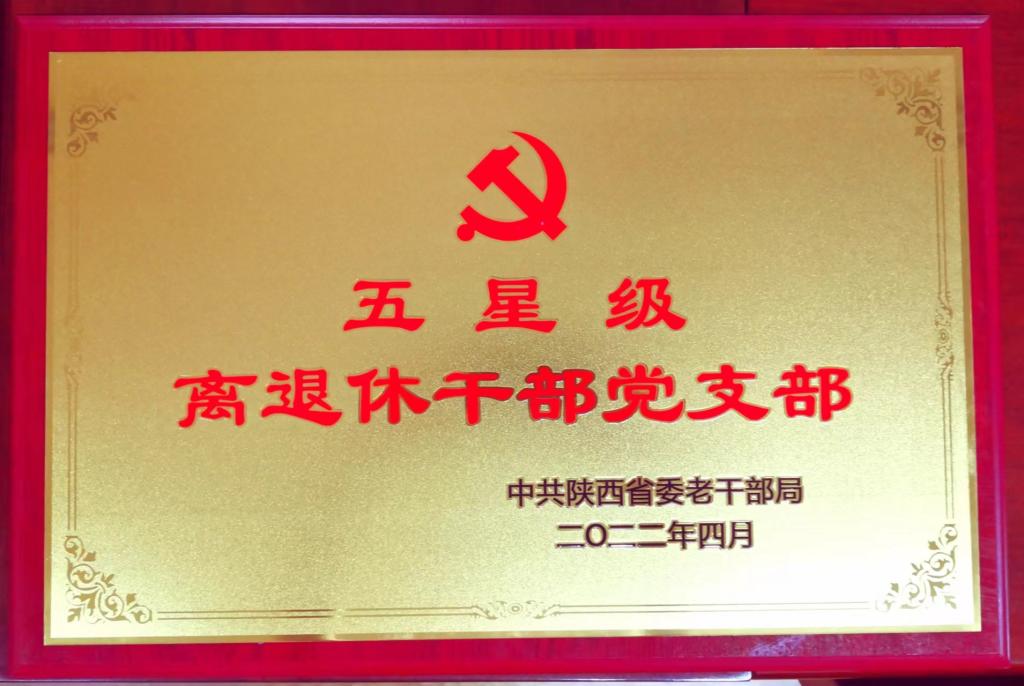 五星级
离退休干部党支部
中共陕西省委老干部局
二〇二二年四月